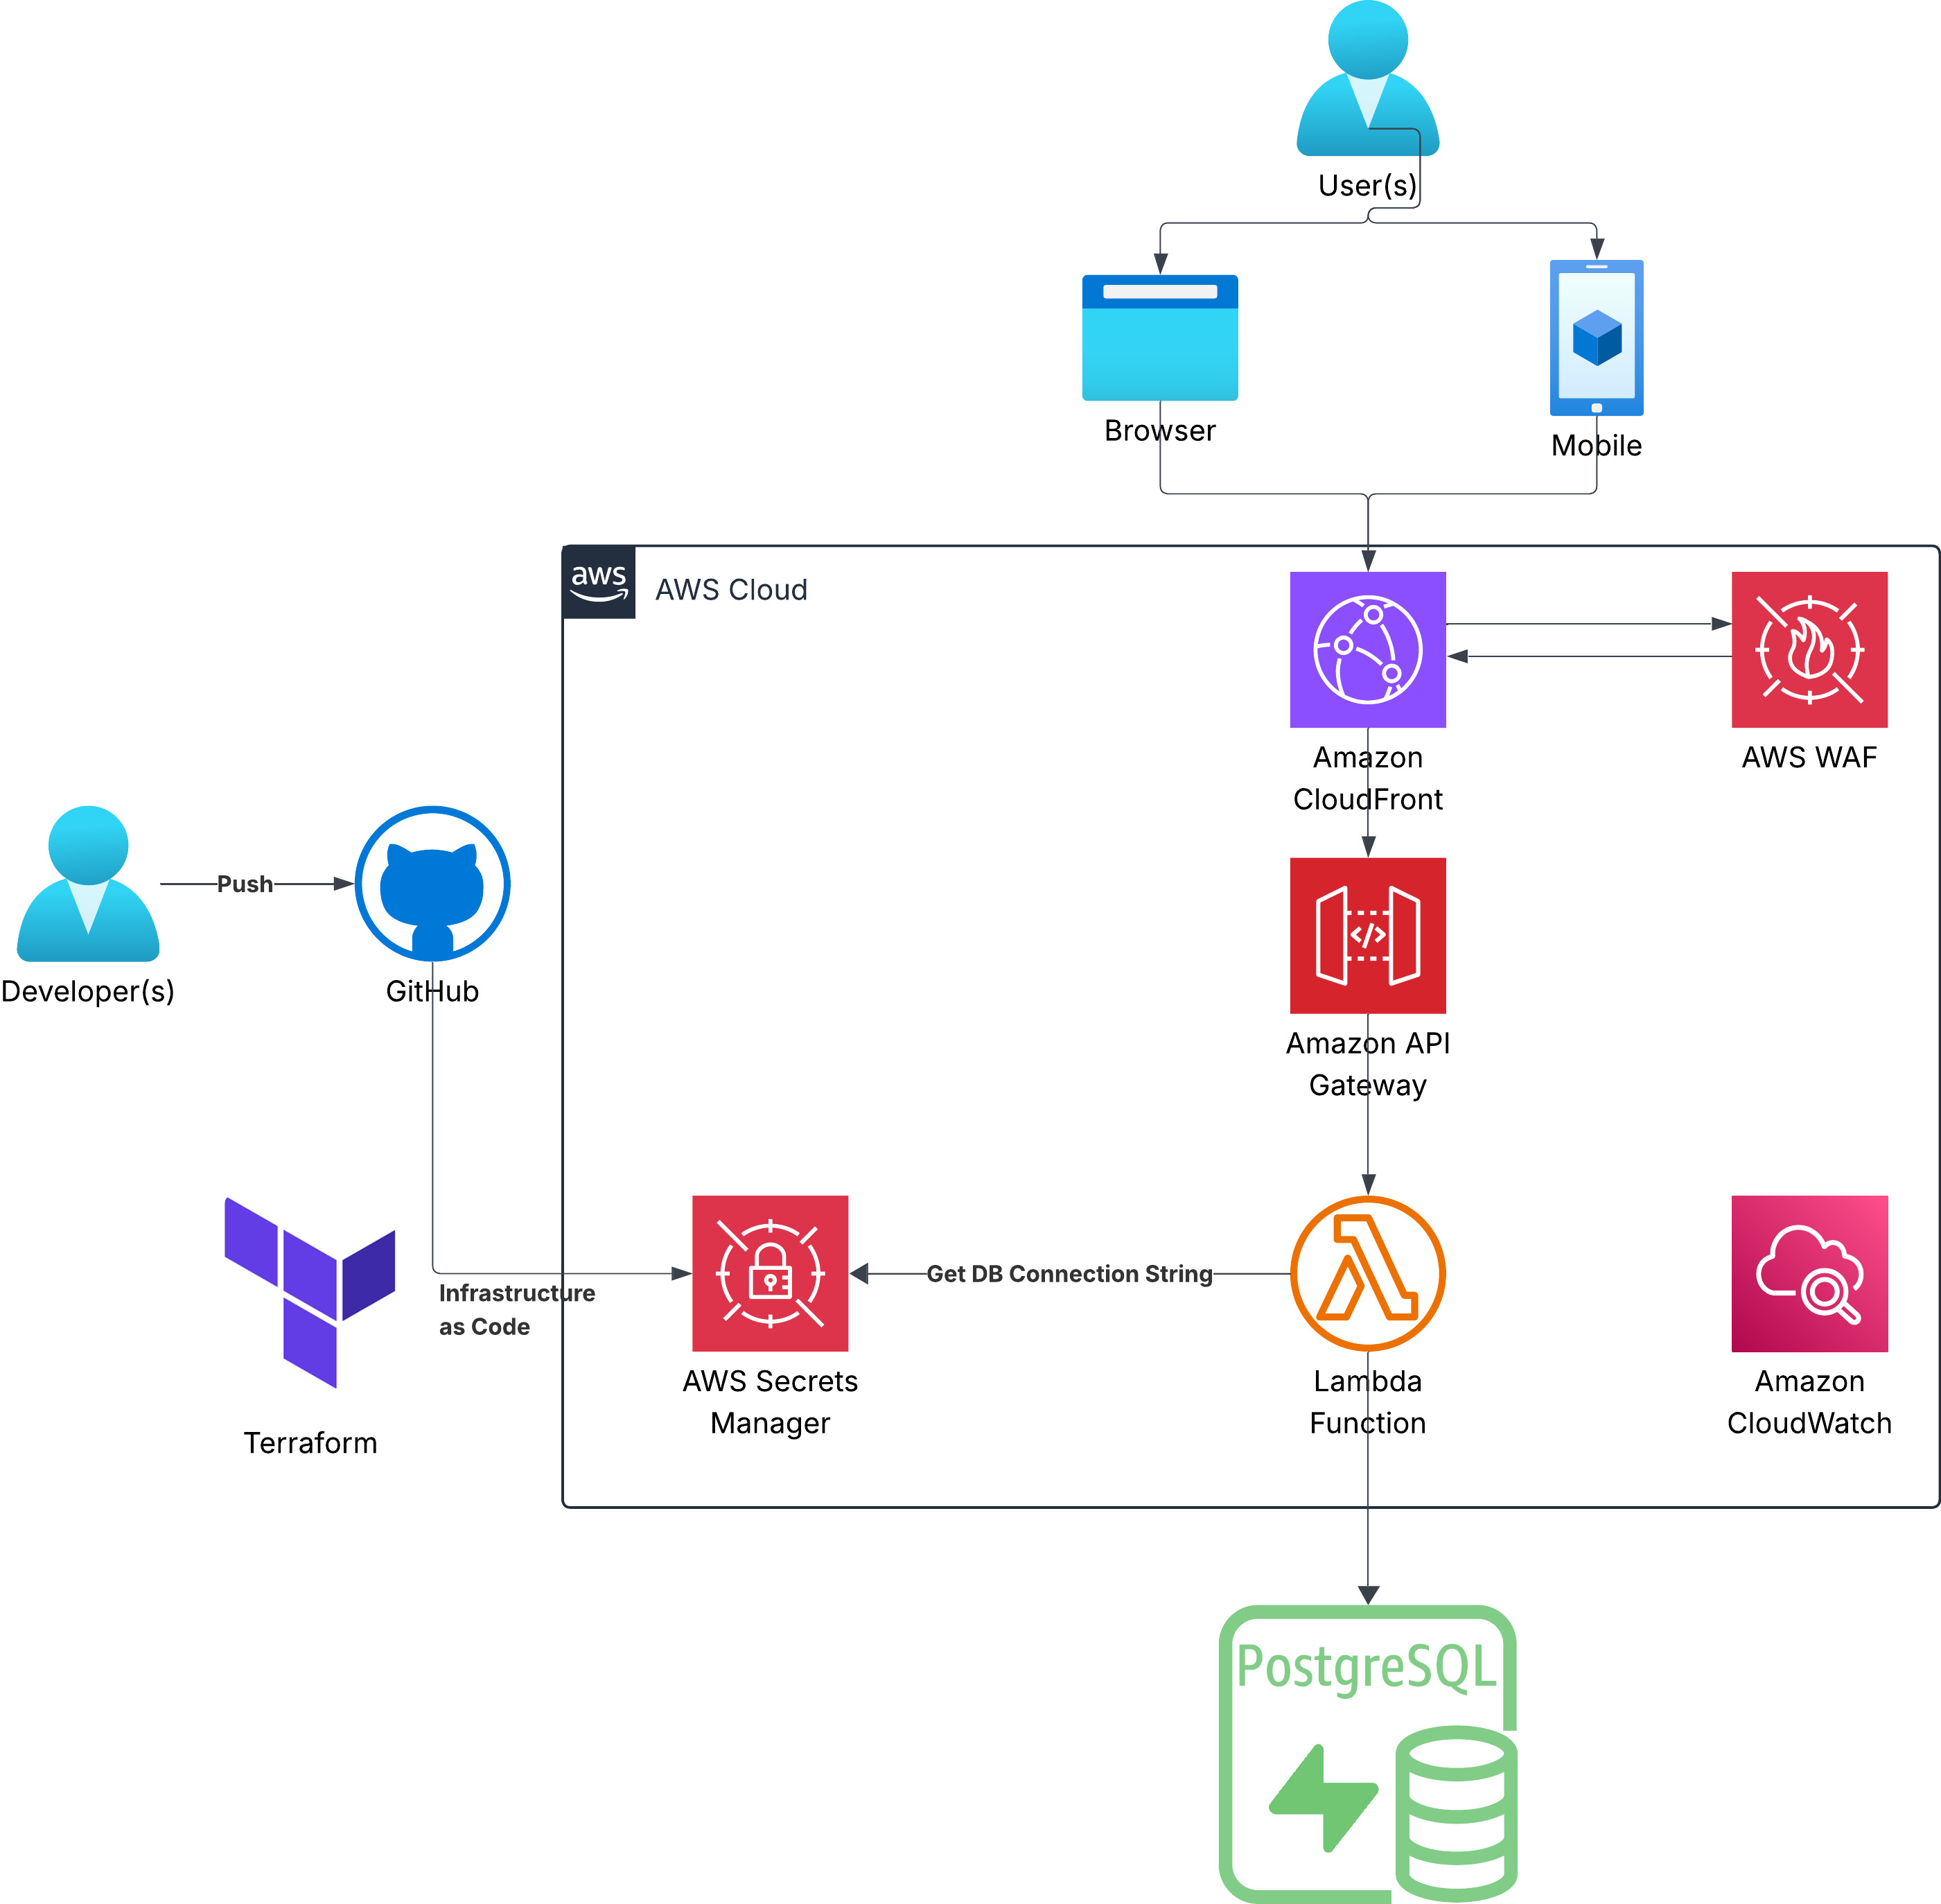 User(s)
Browser
Mobile
aws
AWS Cloud
Amazon
CloudFront
AWS WAF
Push
Developer(s)
GitHub
Amazon API
Gateway
Terraform
Infrastructure
as Code
AWS Secrets
Manager
Get DB Connection String
Lambda
Function
Amazon
CloudWatch
PostgreSQL